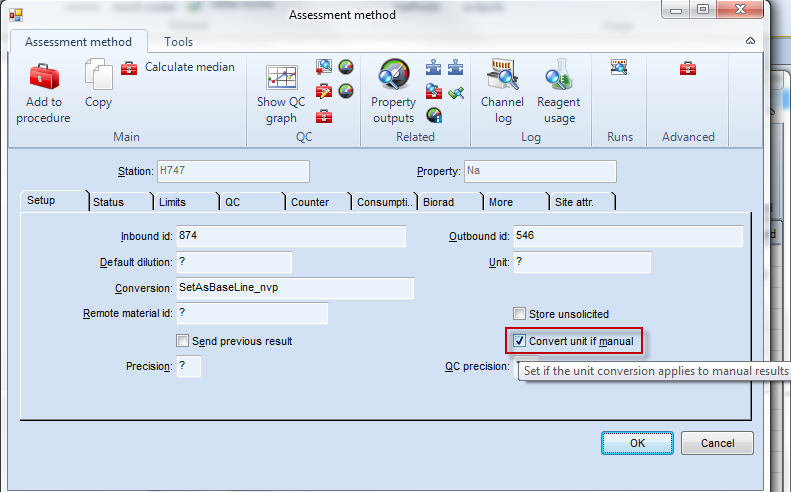 Assessment method
Assessment method
Tools
Calculate median
Add to procedure
Copy
Show QC graph
Property outputs
Channel log
Reagent usage
Main
QC
Related
Log
Runs
Advanced
Station: H747
Property: Na
Setup
Status
Limits
QC
Counter
Consumpti..
Biorad
More
Site attr.
Inbound id: 874
Outbound id: 546
Default dilution: ?
Unit: ?
Conversion: SetAsBaseLine_nvp
Remote material id: ?
Store unsolicited
Send previous result
Convert unit if manual
Precision: ?
QC precision:
Set if the unit conversion applies to manual results
OK
Cancel